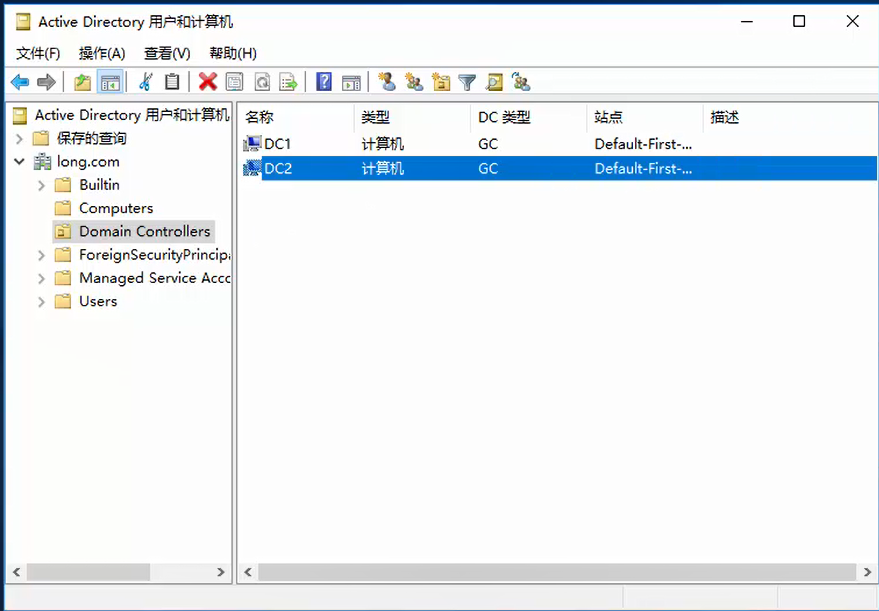 Active Directory 用户和计算机
文件(F) 操作(A) 查看(V) 帮助(H)
Active Directory 用户和计算机
保存的查询
long.com
Builtin
Computers
Domain Controllers
ForeignSecurityPrincipa
Managed Service Acco
Users
名称 类型 DC 类型 站点 描述
DC1 计算机 GC Default-First-...
DC2 计算机 GC Default-First-...